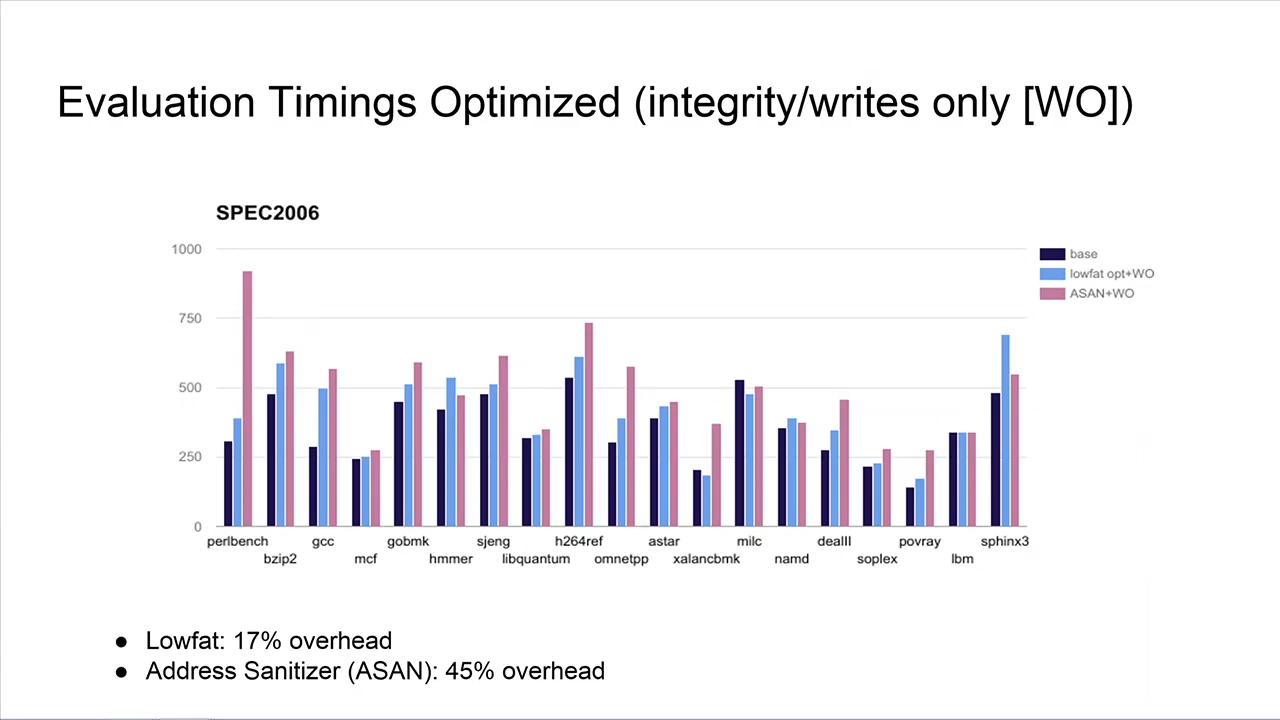 Evaluation Timings Optimized (integrity/writes only [WO])
SPEC2006
1000
750
500
250
0
base
lowfat opt+WO
ASAN+WO
perlbench
bzip2
gcc
mcf
gobmk
hmmer
sjeng
libquantum
h264ref
omnetpp
astar
xalancbmk
milc
namd
dealII
soplex
povray
lbm
sphinx3
● Lowfat: 17% overhead
● Address Sanitizer (ASAN): 45% overhead